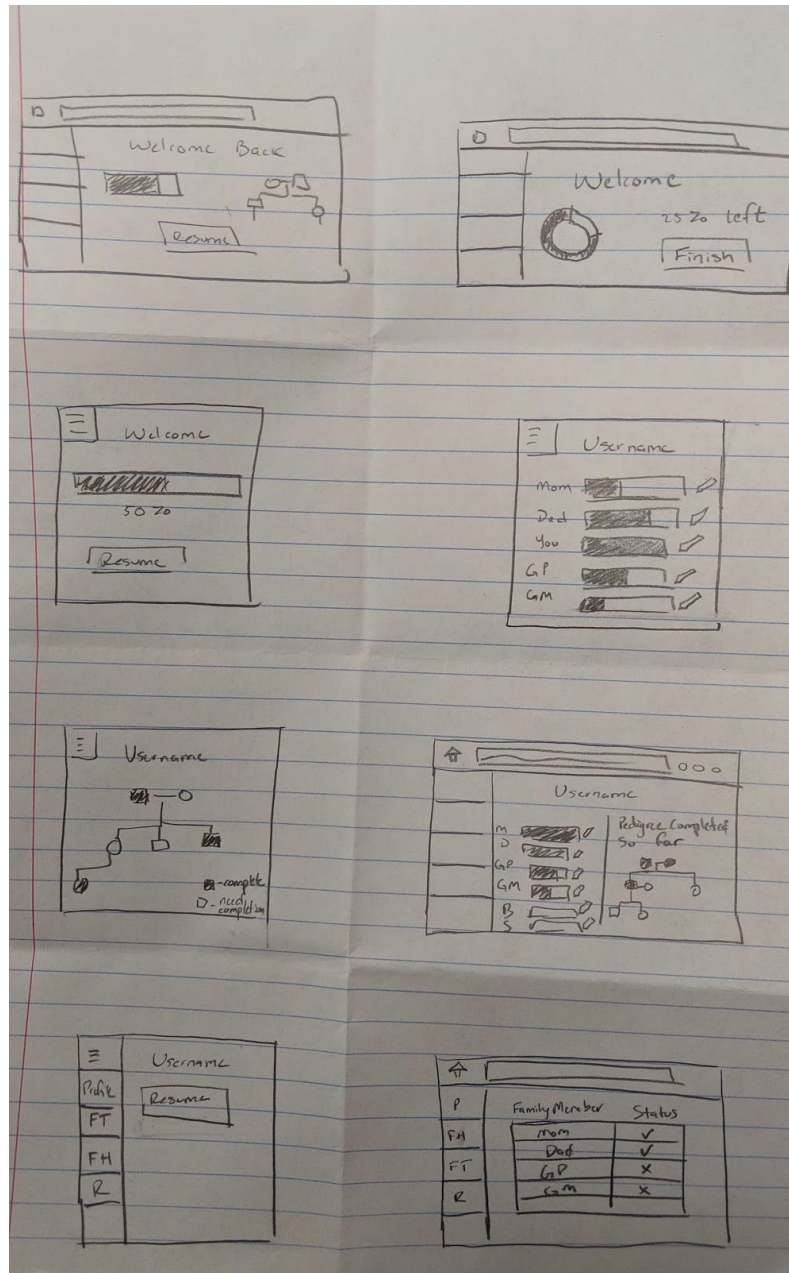 Welcome Back
Resume
Welcome
25% left
Finish
Welcome
50%
Resume
Username
Mom
Dad
You
GP
GM
Username
- complete
- need
completion
Username
M
D
GP
GM
B
S
Pedigree Completed
So far
Username
Resume
Profile
FT
FH
R
P
FH
FT
R
Family Member Status
Mom ✓
Dad ✓
GP ✗
GM ✗